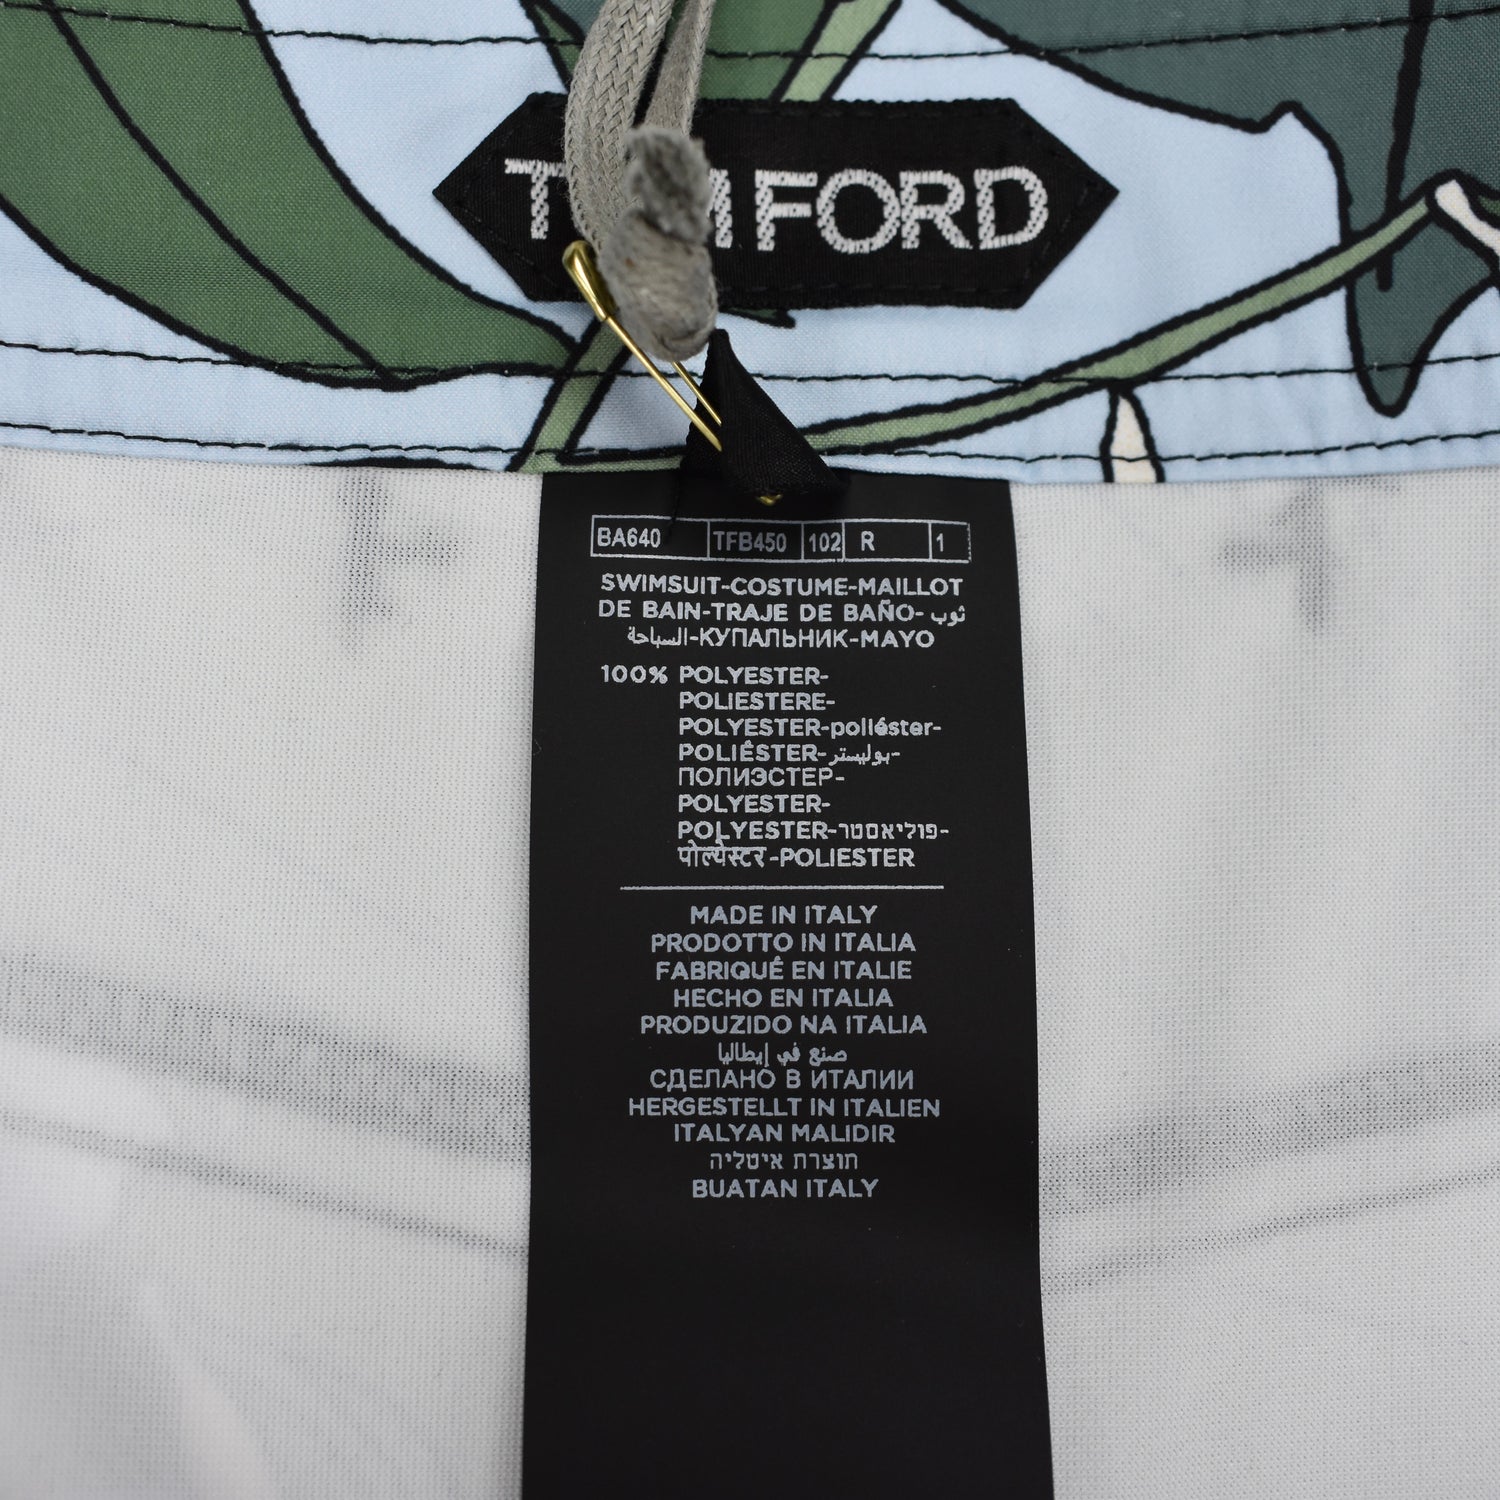 FORD
BA640 TFB450 102 R 1
SWIMSUIT-COSTUME-MAILLOT
DE BAIN-TRAJE DE BAÑO- ثوب
السباحة-КУПАЛЬНИК-MAYO
100% POLYESTER-
POLIESTERE-
POLYESTER-poliéster-
POLIÊSTER-بوليستر-
ПОЛИЭСТЕР-
POLYESTER-
POLYESTER-פוליאסטר-
पोल्येस्टर-POLIESTER
MADE IN ITALY
PRODOTTO IN ITALIA
FABRIQUÉ EN ITALIE
HECHO EN ITALIA
PRODUZIDO NA ITALIA
صنع في إيطاليا
СДЕЛАНО В ИТАЛИИ
HERGESTELLT IN ITALIEN
ITALYAN MALIDIR
תוצרת איטליה
BUATAN ITALY